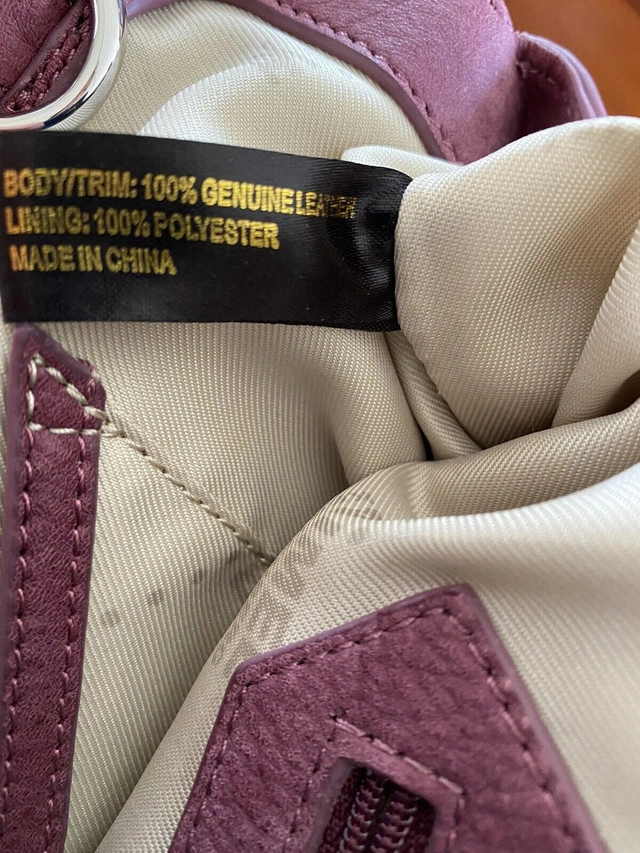 BODY/TRIM: 100% GENUINE LEATHER
LINING: 100% POLYESTER
MADE IN CHINA